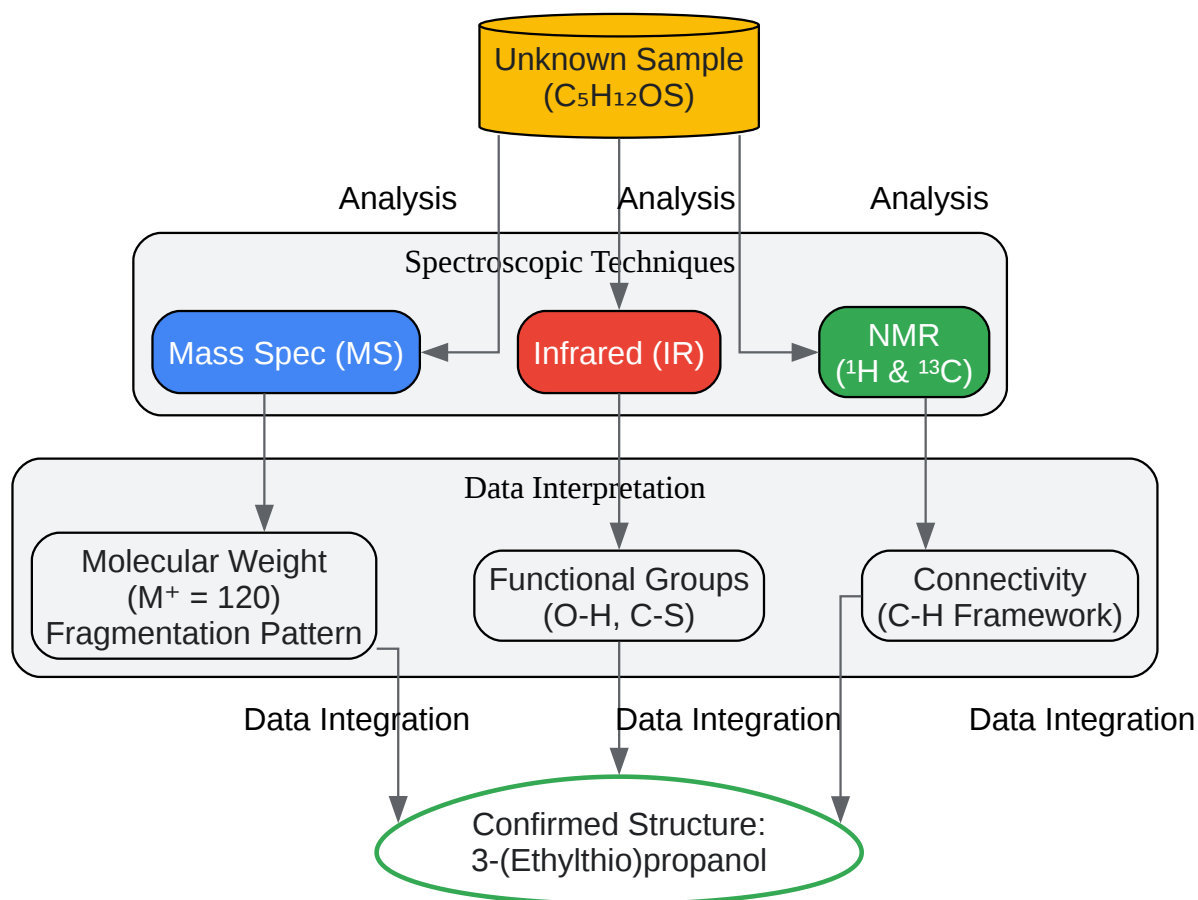 Unknown Sample
(C₅H₁₂OS)
Analysis
Analysis
Analysis
Spectroscopic Techniques
Mass Spec (MS)
Infrared (IR)
NMR
(¹H & ¹³C)
Data Interpretation
Molecular Weight
(M⁺ = 120)
Fragmentation Pattern
Functional Groups
(O-H, C-S)
Connectivity
(C-H Framework)
Data Integration
Data Integration
Data Integration
Confirmed Structure:
3-(Ethylthio)propanol